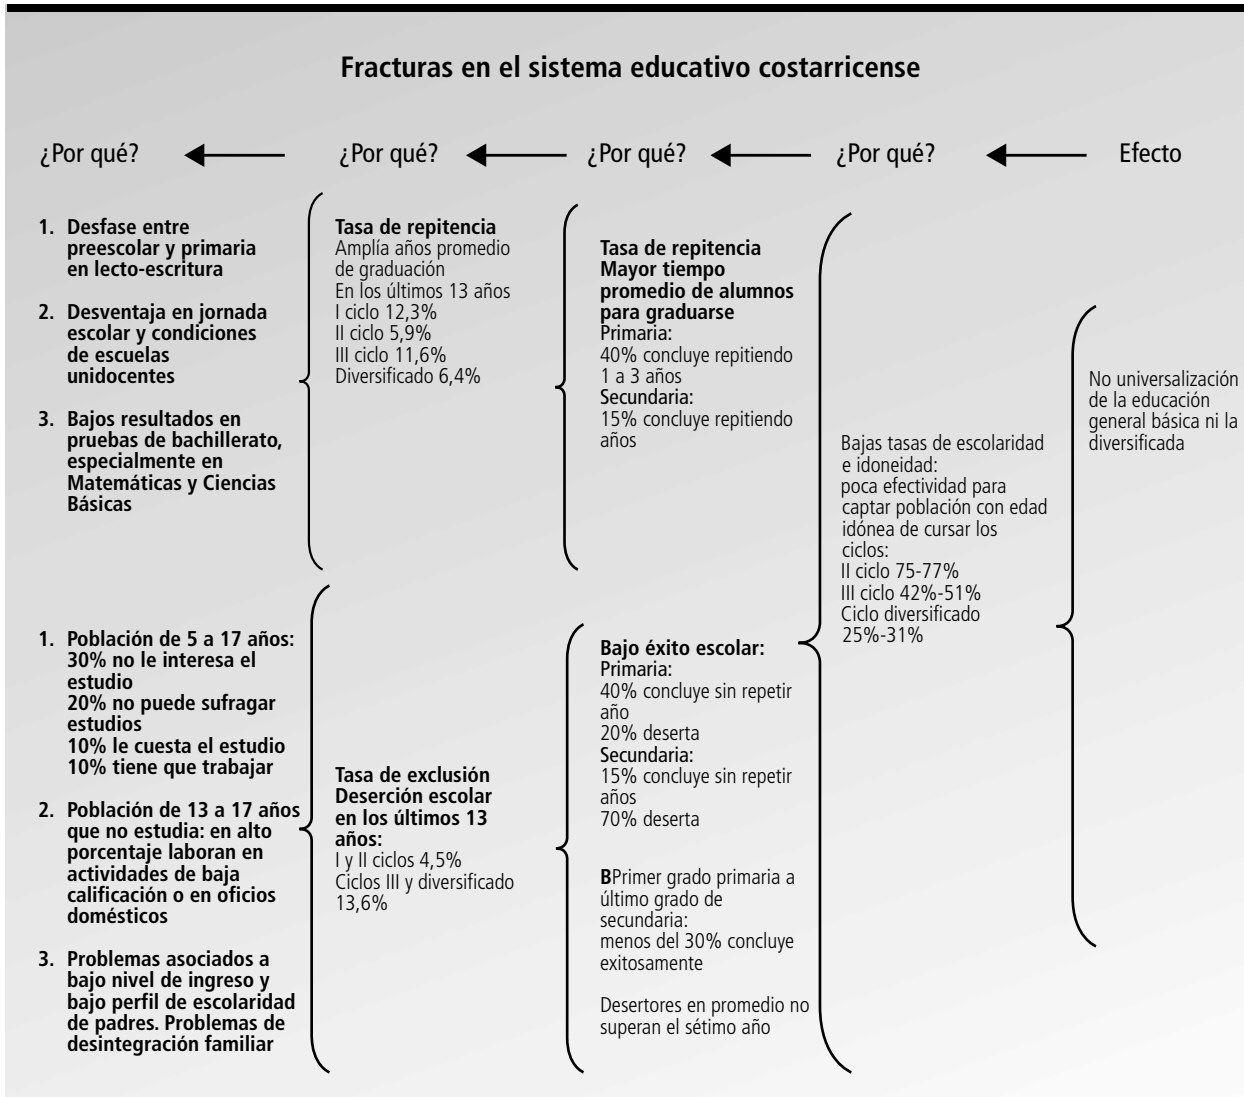 Fracturas en el sistema educativo costarricense
¿Por qué? ¿Por qué? ¿Por qué? ¿Por qué? Efecto
1. Desfase entre
preescolar y primaria
en lecto-escritura
2. Desventaja en jornada
escolar y condiciones
de escuelas
unidocentes
3. Bajos resultados en
pruebas de bachillerato,
especialmente en
Matemáticas y Ciencias
Básicas
1. Población de 5 a 17 años:
30% no le interesa el
estudio
20% no puede sufragar
estudios
10% le cuesta el estudio
10% tiene que trabajar
2. Población de 13 a 17 años
que no estudia: en alto
porcentaje laboran en
actividades de baja
calificación o en oficios
domésticos
3. Problemas asociados a
bajo nivel de ingreso y
bajo perfil de escolaridad
de padres. Problemas de
desintegración familiar
Tasa de repitencia
Amplía años promedio
de graduación
En los últimos 13 años
I ciclo 12,3%
II ciclo 5,9%
III ciclo 11,6%
Diversificado 6,4%
Tasa de exclusión
Deserción escolar
en los últimos 13
años:
I y II ciclos 4,5%
Ciclos III y diversificado
13,6%
Tasa de repitencia
Mayor tiempo
promedio de alumnos
para graduarse
Primaria:
40% concluye repitiendo
1 a 3 años
Secundaria:
15% concluye repitiendo
años
Bajo éxito escolar:
Primaria:
40% concluye sin repetir
año
20% deserta
Secundaria:
15% concluye sin repetir
años
70% deserta
BPrimer grado primaria a
último grado de
secundaria:
menos del 30% concluye
exitosamente
Desertores en promedio no
superan el sétimo año
Bajas tasas de escolaridad
e idoneidad:
poca efectividad para
captar población con edad
idónea de cursar los
ciclos:
II ciclo 75-77%
III ciclo 42%-51%
Ciclo diversificado
25%-31%
No universalización
de la educación
general básica ni la
diversificada